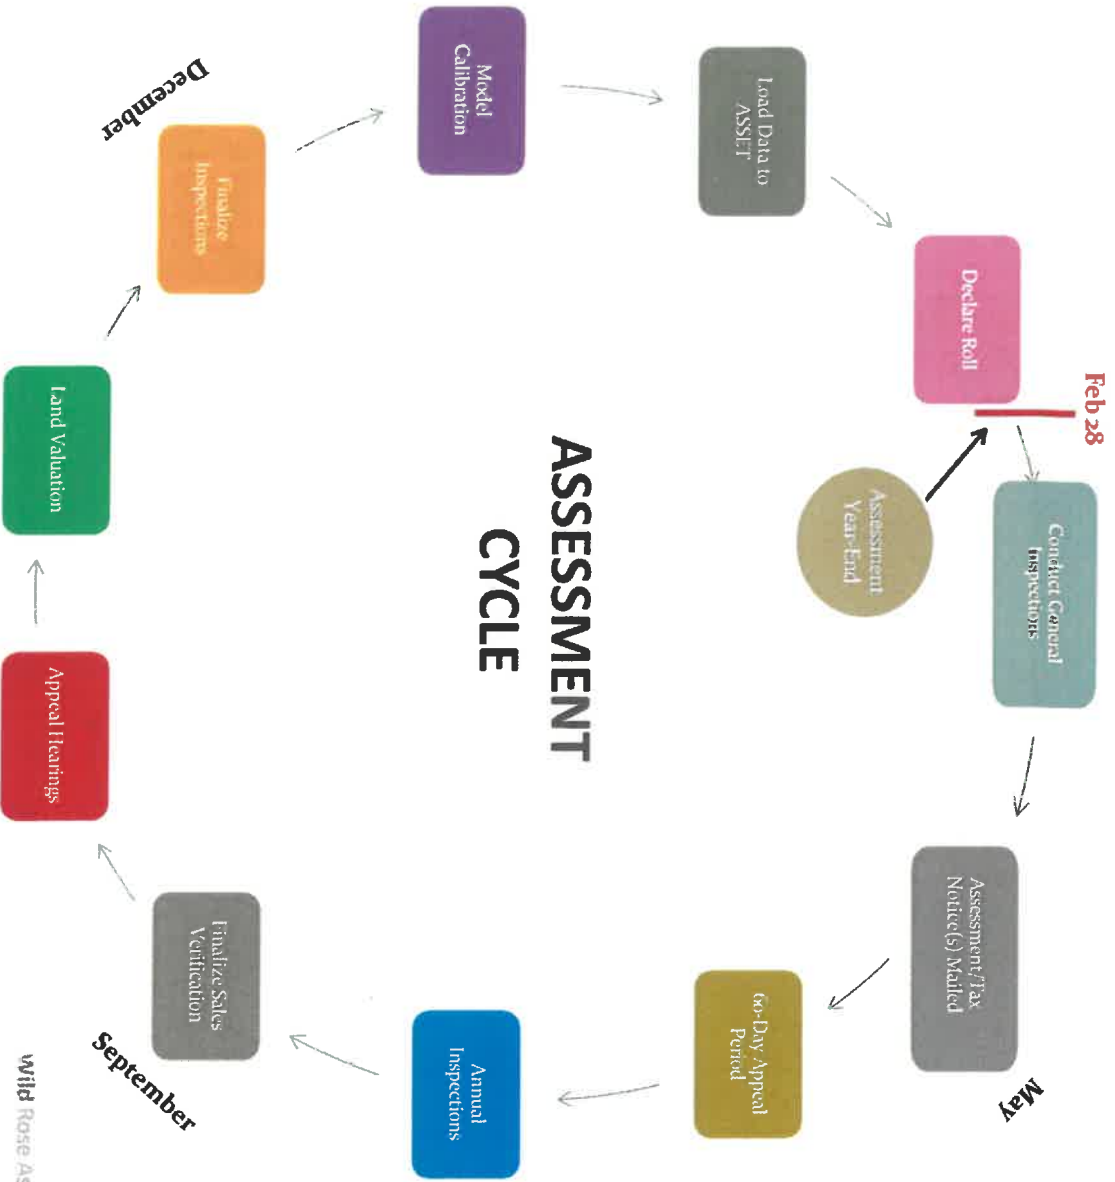 Feb 28
Declare Roll
Conduct General
Inspections
Assessment
Year-End
Assessment/Tax
Notice(s) Mailed
May
60-Day Appeal
Period
Annual
Inspections
Finalize Sales
Verification
September
Appeal Hearings
Land Valuation
Finalize
Inspections
December
Model
Calibration
Load Data to
ASSET
ASSESSMENT
CYCLE
Wild Rose As